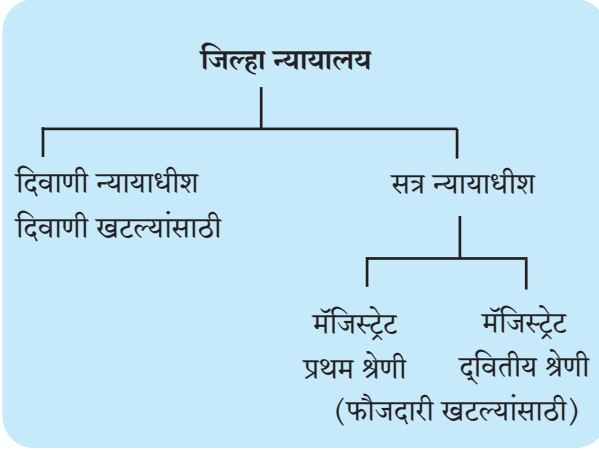 जिल्हा न्यायालय
दिवाणी न्यायाधीश
दिवाणी खटल्यांसाठी
सत्र न्यायाधीश
मॅजिस्ट्रेट
प्रथम श्रेणी
मॅजिस्ट्रेट
द्‌वितीय श्रेणी
(फौजदारी खटल्यांसाठी)